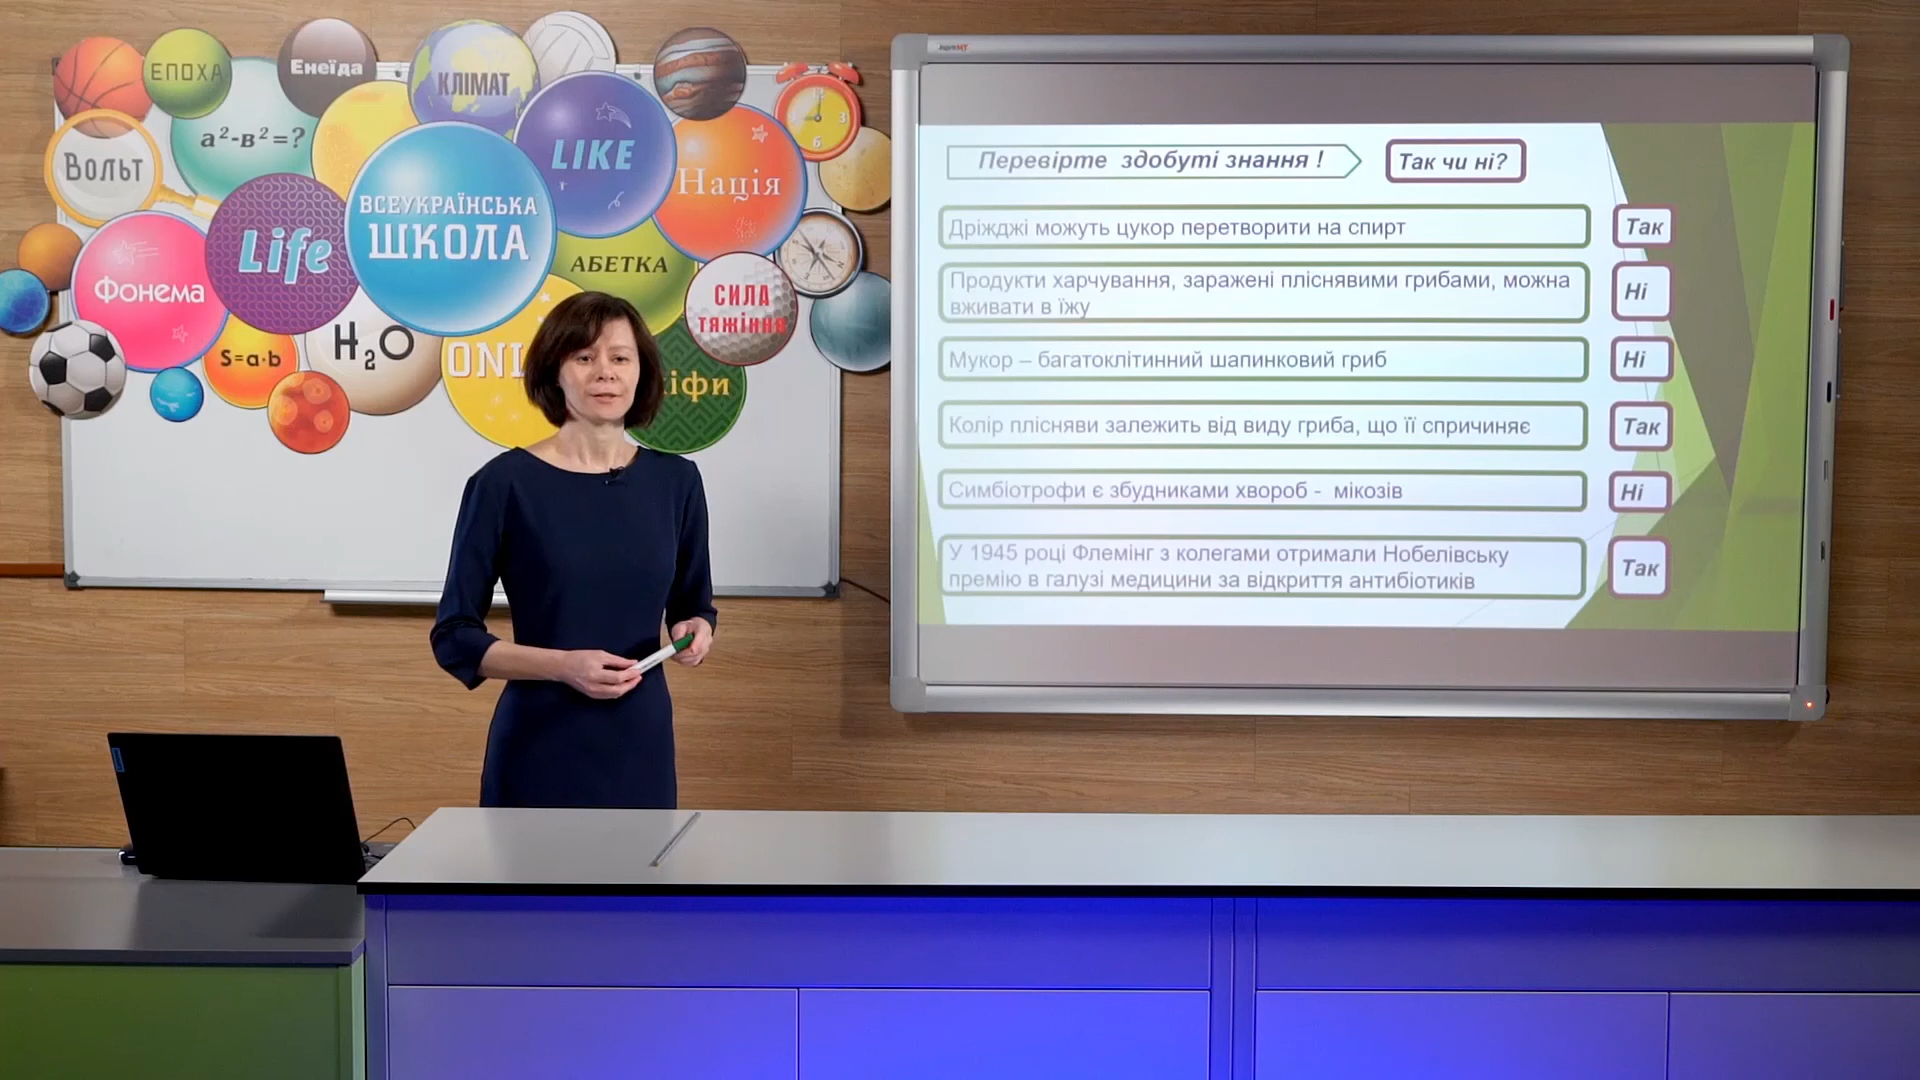 ЕПОХА
Енеїда
КЛІМАТ
a²-в²=?
Вольт
LIKE
Нація
ВСЕУКРАЇНСЬКА
ШКОЛА
Life
АБЕТКА
Фонема
СИЛА
тяжіння
H₂O
S=a·b
ONL
іфи
Перевірте здобуті знання !
Так чи ні?
Дріжджі можуть цукор перетворити на спирт
Так
Продукти харчування, заражені пліснявими грибами, можна
вживати в їжу
Ні
Мукор – багатоклітинний шапинковий гриб
Ні
Колір плісняви залежить від виду гриба, що її спричиняє
Так
Симбіотрофи є збудниками хвороб - мікозів
Ні
У 1945 році Флемінг з колегами отримали Нобелівську
премію в галузі медицини за відкриття антибіотиків
Так